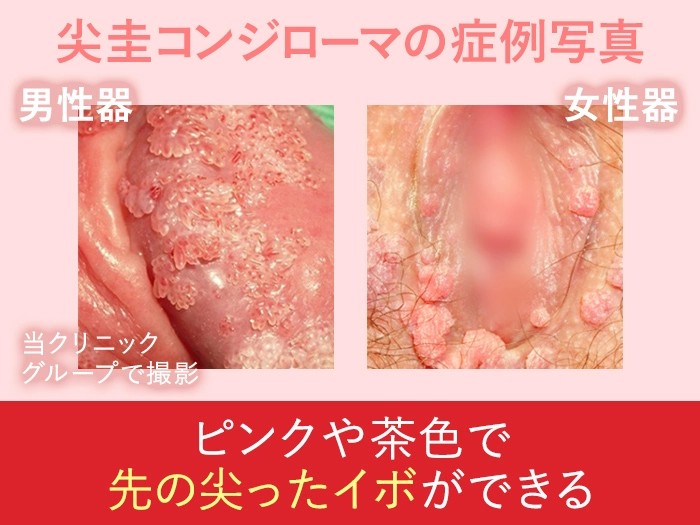 尖圭コンジローマの症例写真
男性器
女性器
当クリニック
グループで撮影
ピンクや茶色で
先の尖ったイボができる